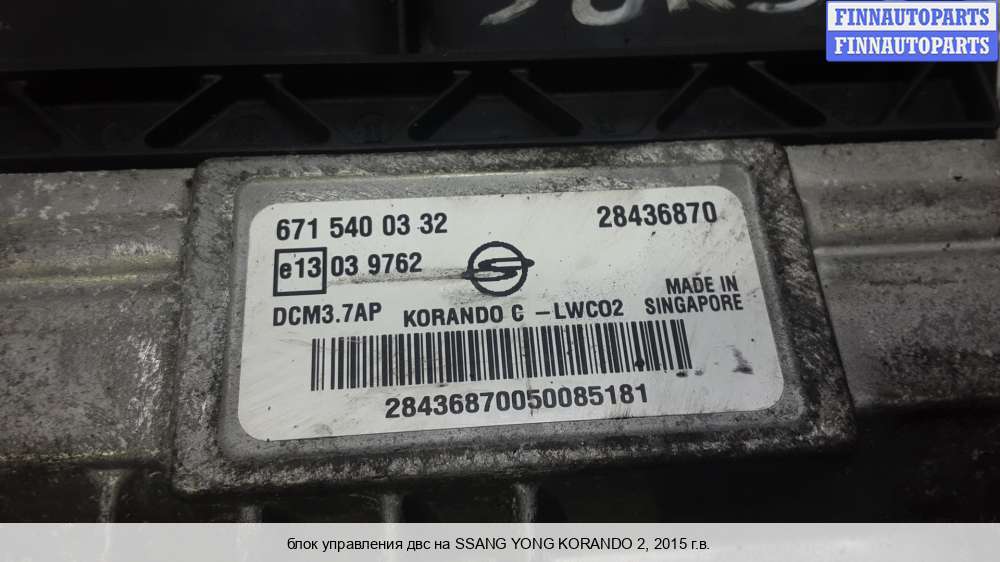 FINNAUTOPARTS
FINNAUTOPARTS
671 540 03 32
28436870
e13 03 9762
DCM3.7AP KORANDO C -LWCO2
MADE IN
SINGAPORE
28436870050085181
блок управления двс на SSANG YONG KORANDO 2, 2015 г.в.